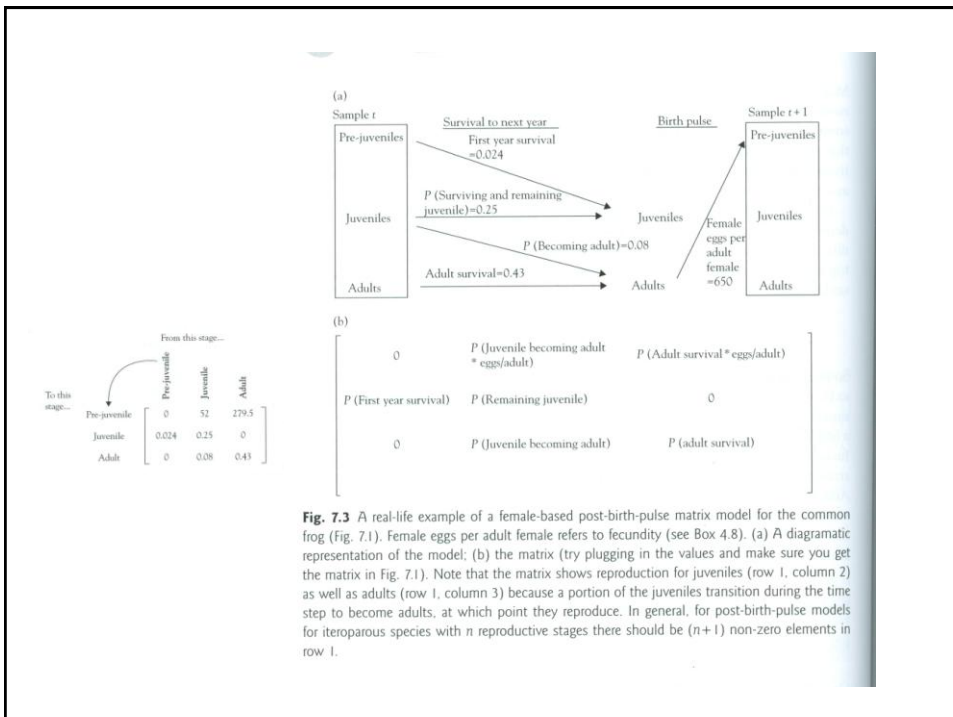 (a)
Sample t
Survival to next year
Birth pulse
Sample t + 1
Pre-juveniles
First year survival
=0.024
Pre-juveniles
P (Surviving and remaining
juvenile)=0.25
Juveniles
Juveniles
Female
eggs per
adult
female
=650
Juveniles
P (Becoming adult)=0.08
Adult survival=0.43
Adults
Adults
Adults
(b)
0
P (Juvenile becoming adult
* eggs/adult)
P (Adult survival * eggs/adult)
P (First year survival)
P (Remaining juvenile)
0
0
P (Juvenile becoming adult)
P (adult survival)
From this stage...
Pre-juvenile
Juvenile
Adult
To this
stage...
Pre-juvenile 0 52 279.5
Juvenile 0.024 0.25 0
Adult 0 0.08 0.43
Fig. 7.3 A real-life example of a female-based post-birth-pulse matrix model for the common
frog (Fig. 7.1). Female eggs per adult female refers to fecundity (see Box 4.8). (a) A diagramatic
representation of the model; (b) the matrix (try plugging in the values and make sure you get
the matrix in Fig. 7.1). Note that the matrix shows reproduction for juveniles (row 1, column 2)
as well as adults (row 1, column 3) because a portion of the juveniles transition during the time
step to become adults, at which point they reproduce. In general, for post-birth-pulse models
for iteroparous species with n reproductive stages there should be (n + 1) non-zero elements in
row 1.